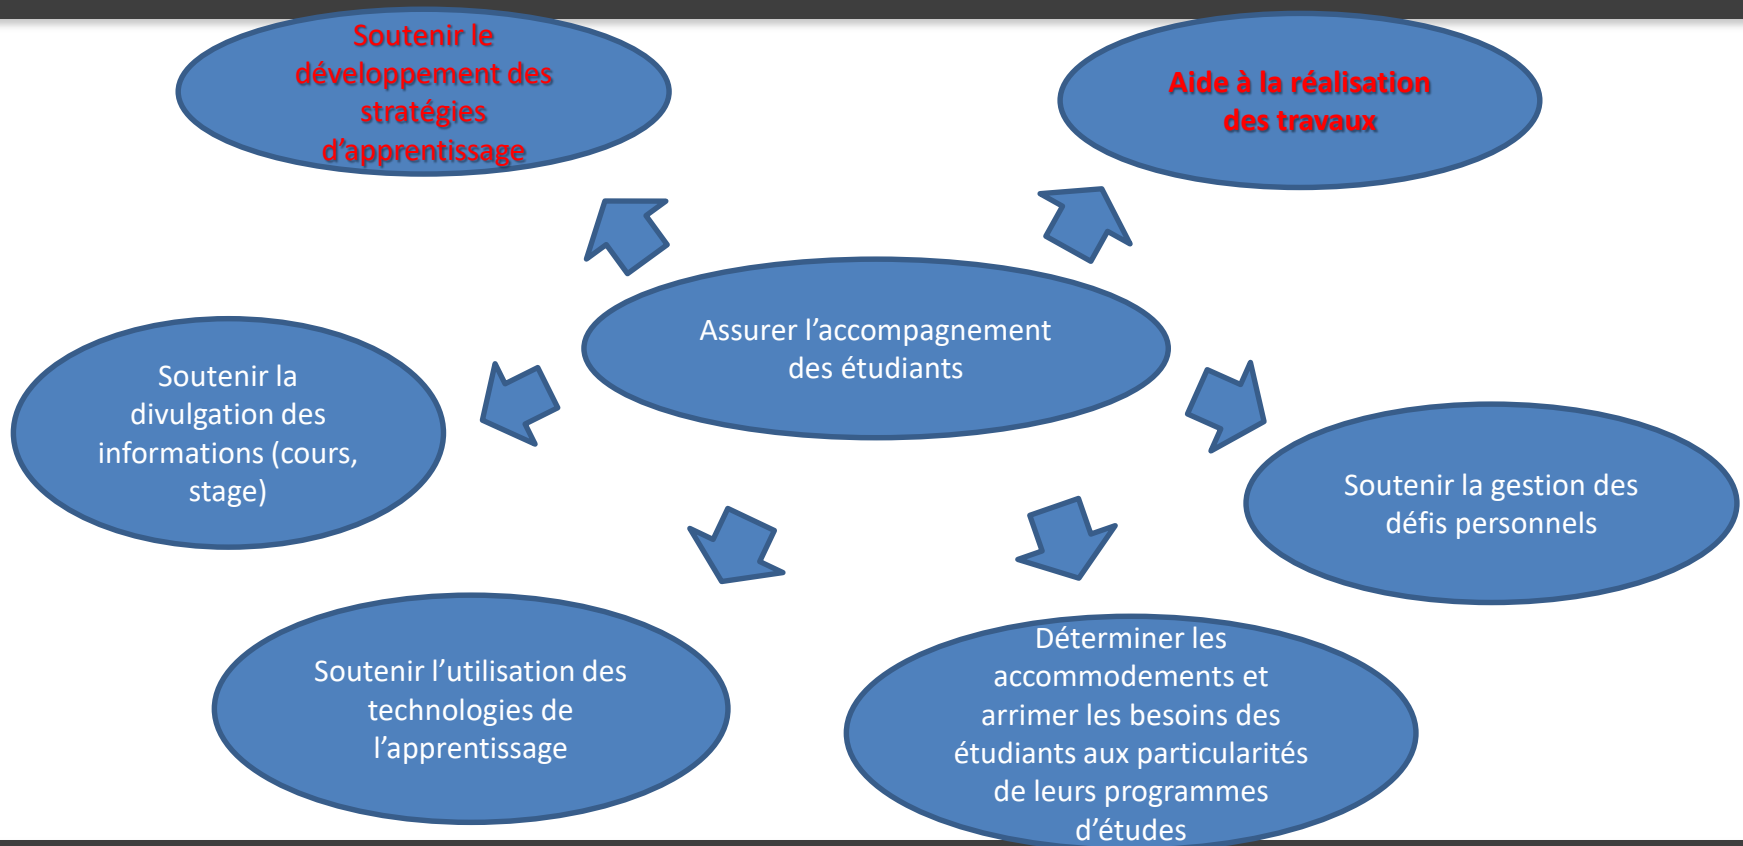 Soutenir le
développement des
stratégies
d’apprentissage
Aide à la réalisation
des travaux
Assurer l’accompagnement
des étudiants
Soutenir la
divulgation des
informations (cours,
stage)
Soutenir la gestion des
défis personnels
Soutenir l’utilisation des
technologies de
l’apprentissage
Déterminer les
accommodements et
arrimer les besoins des
étudiants aux particularités
de leurs programmes
d’études